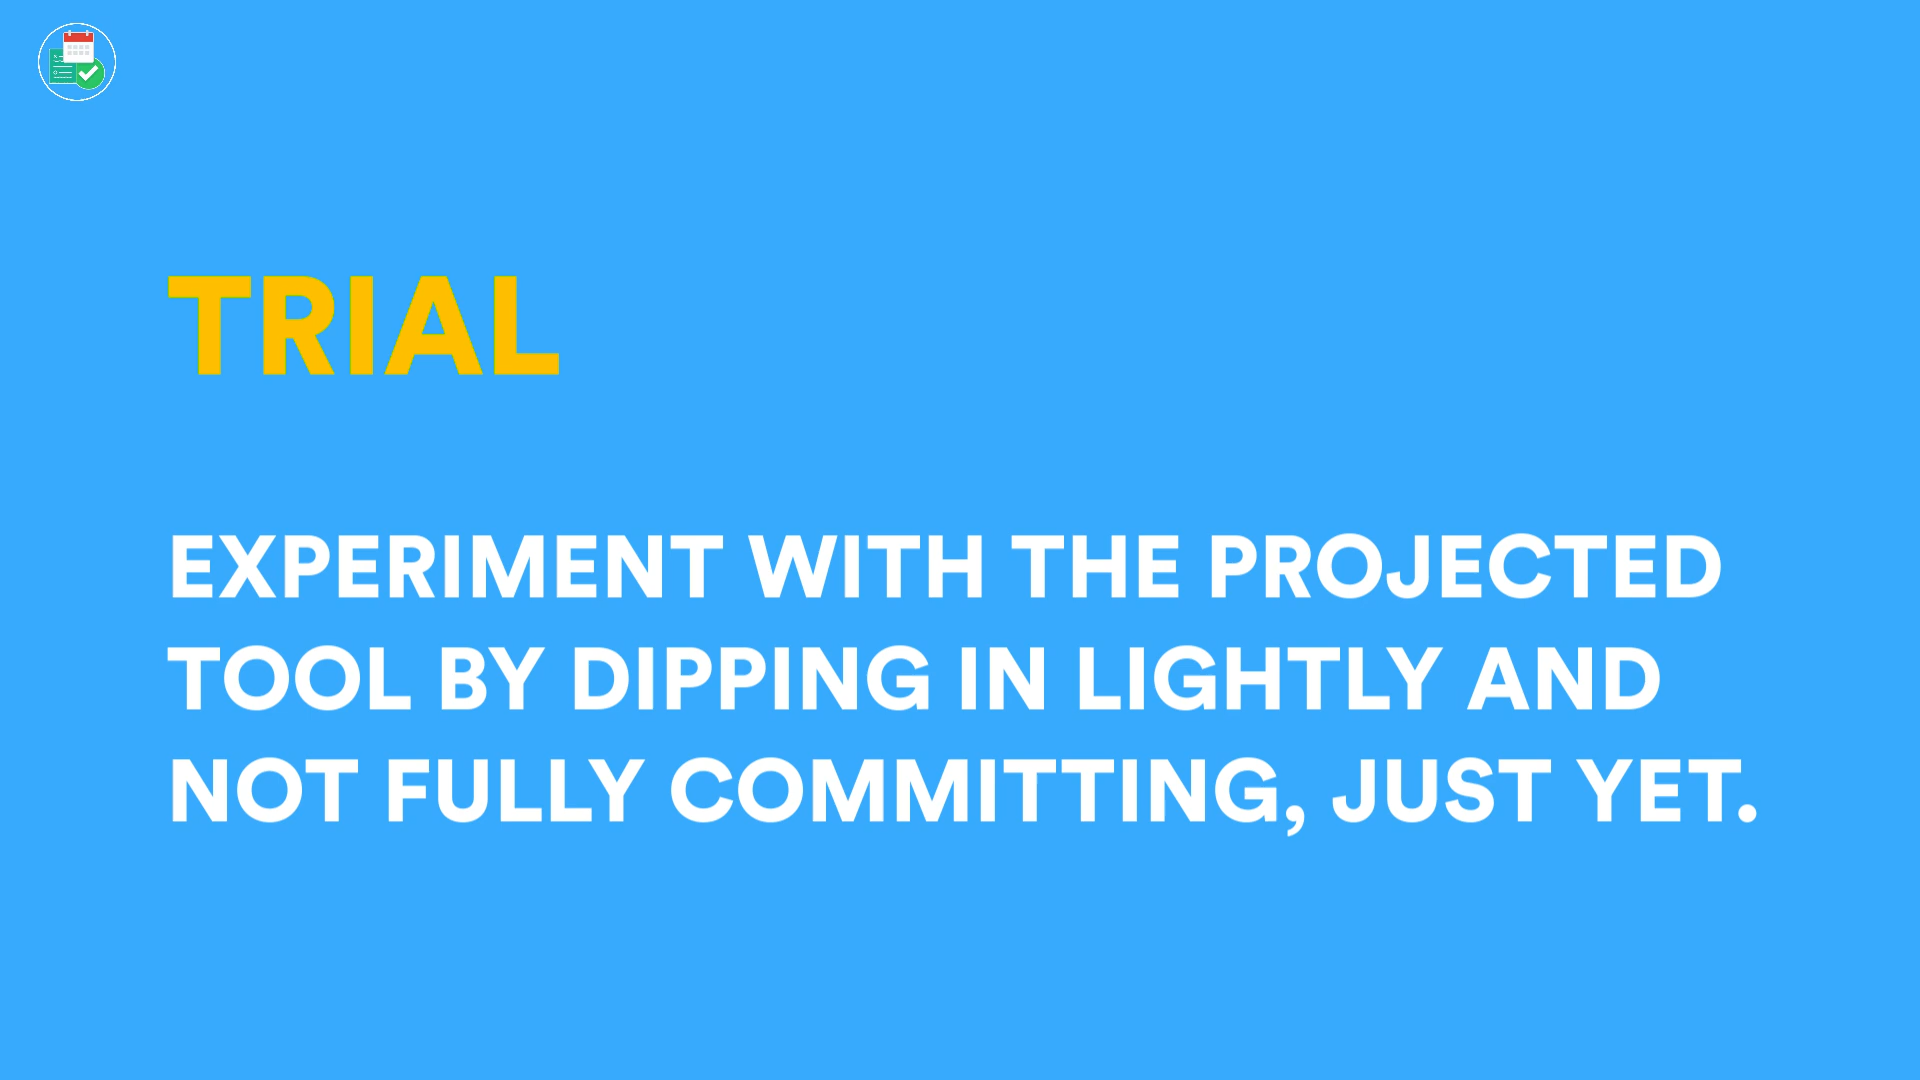 TRIAL
EXPERIMENT WITH THE PROJECTED
TOOL BY DIPPING IN LIGHTLY AND
NOT FULLY COMMITTING, JUST YET.